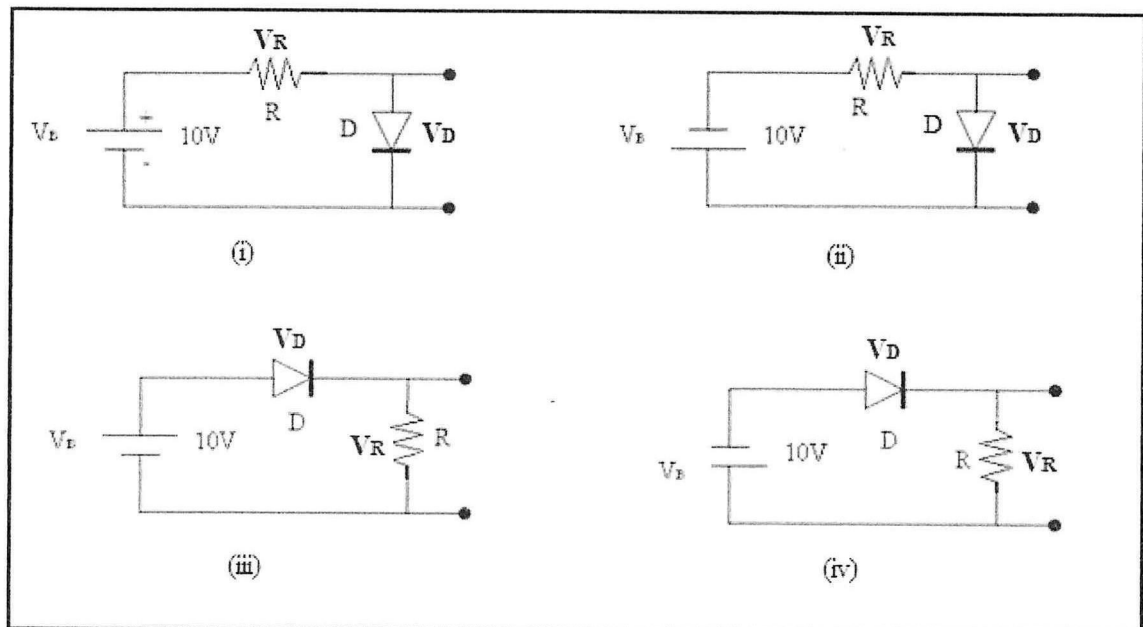 VR
R
+
VB
10V
-
D
VD
(i)
VR
R
VB
10V
D
VD
(ii)
VD
D
VB
10V
VR
R
(iii)
VD
D
VB
10V
R
VR
(iv)